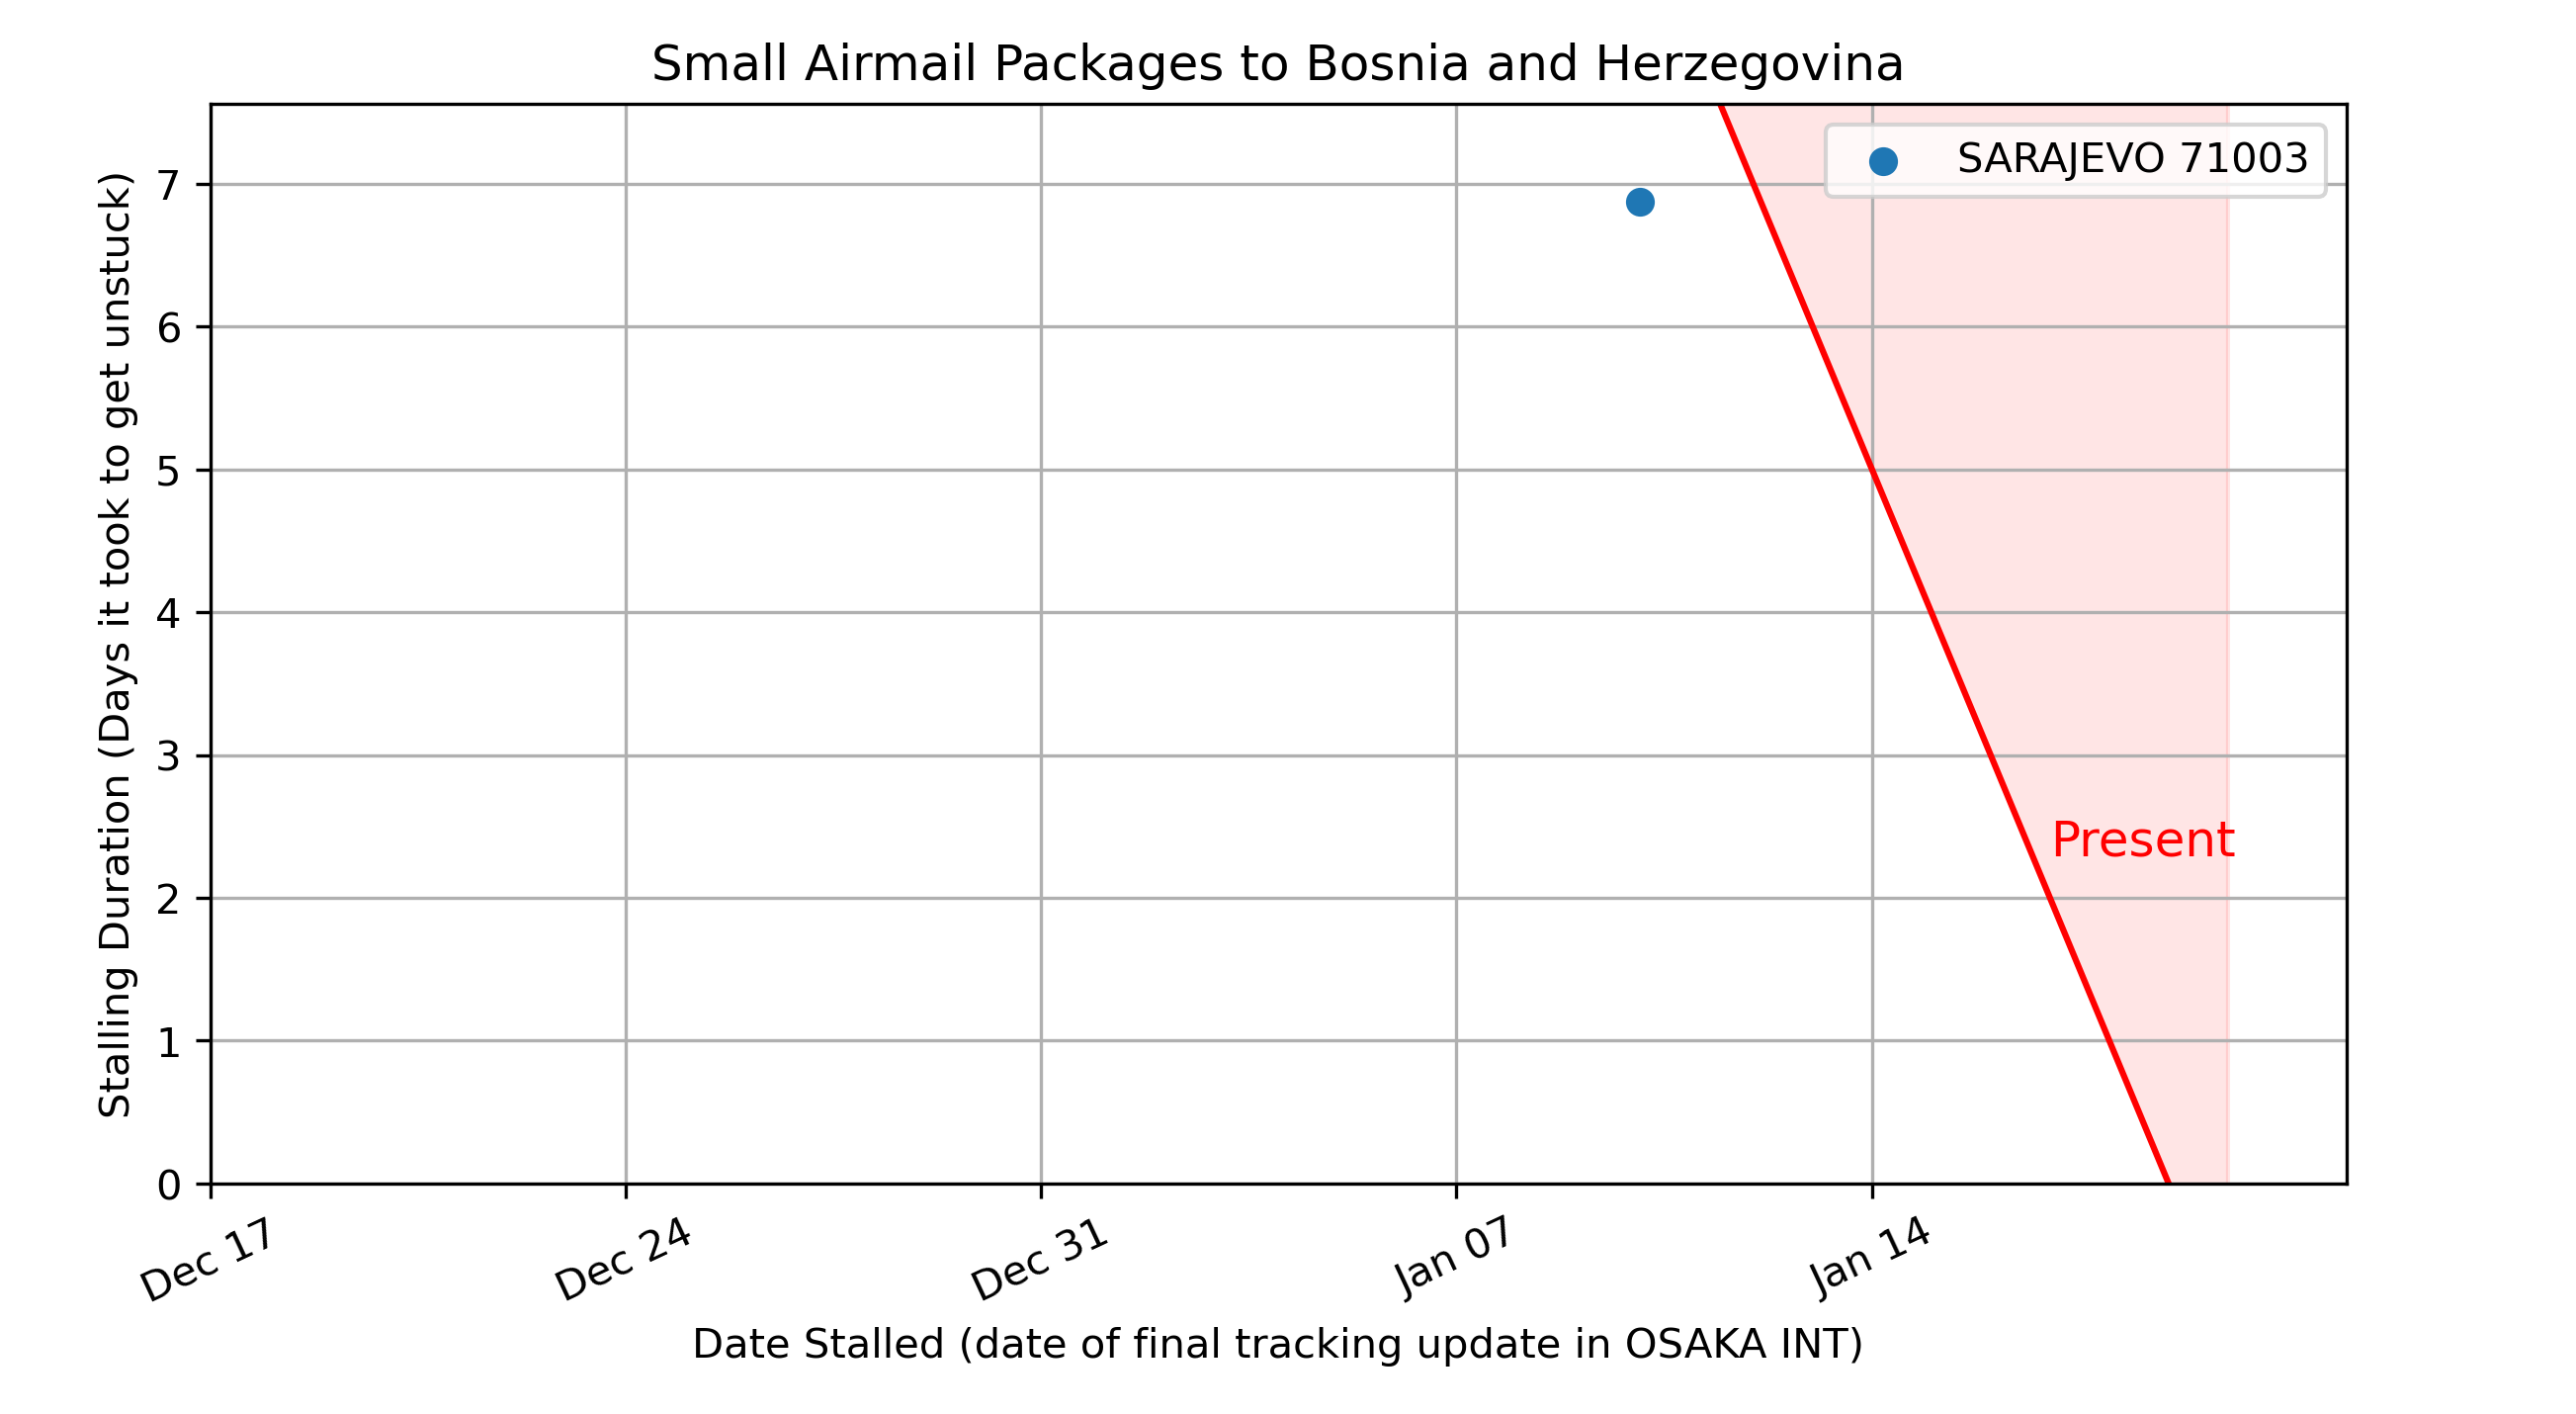 Small Airmail Packages to Bosnia and Herzegovina
SARAJEVO 71003
Stalling Duration (Days it took to get unstuck)
7
6
5
4
3
2
1
0
Present
Dec 17
Dec 24
Dec 31
Jan 07
Jan 14
Date Stalled (date of final tracking update in OSAKA INT)